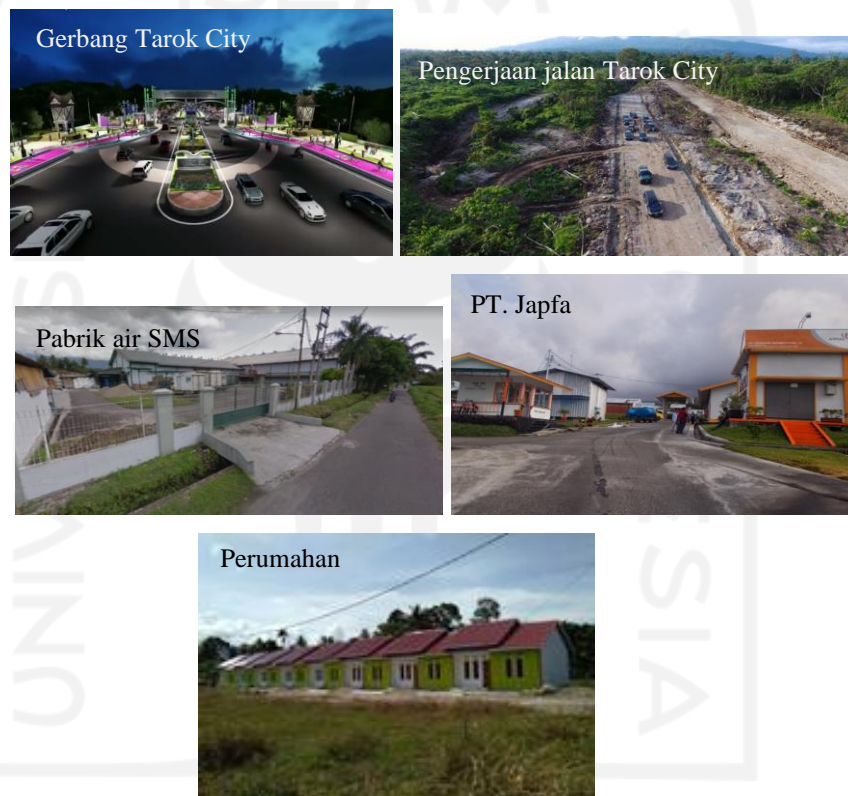 Gerbang Tarok City
Pengerjaan jalan Tarok City
Pabrik air SMS
PT. Japfa
Perumahan